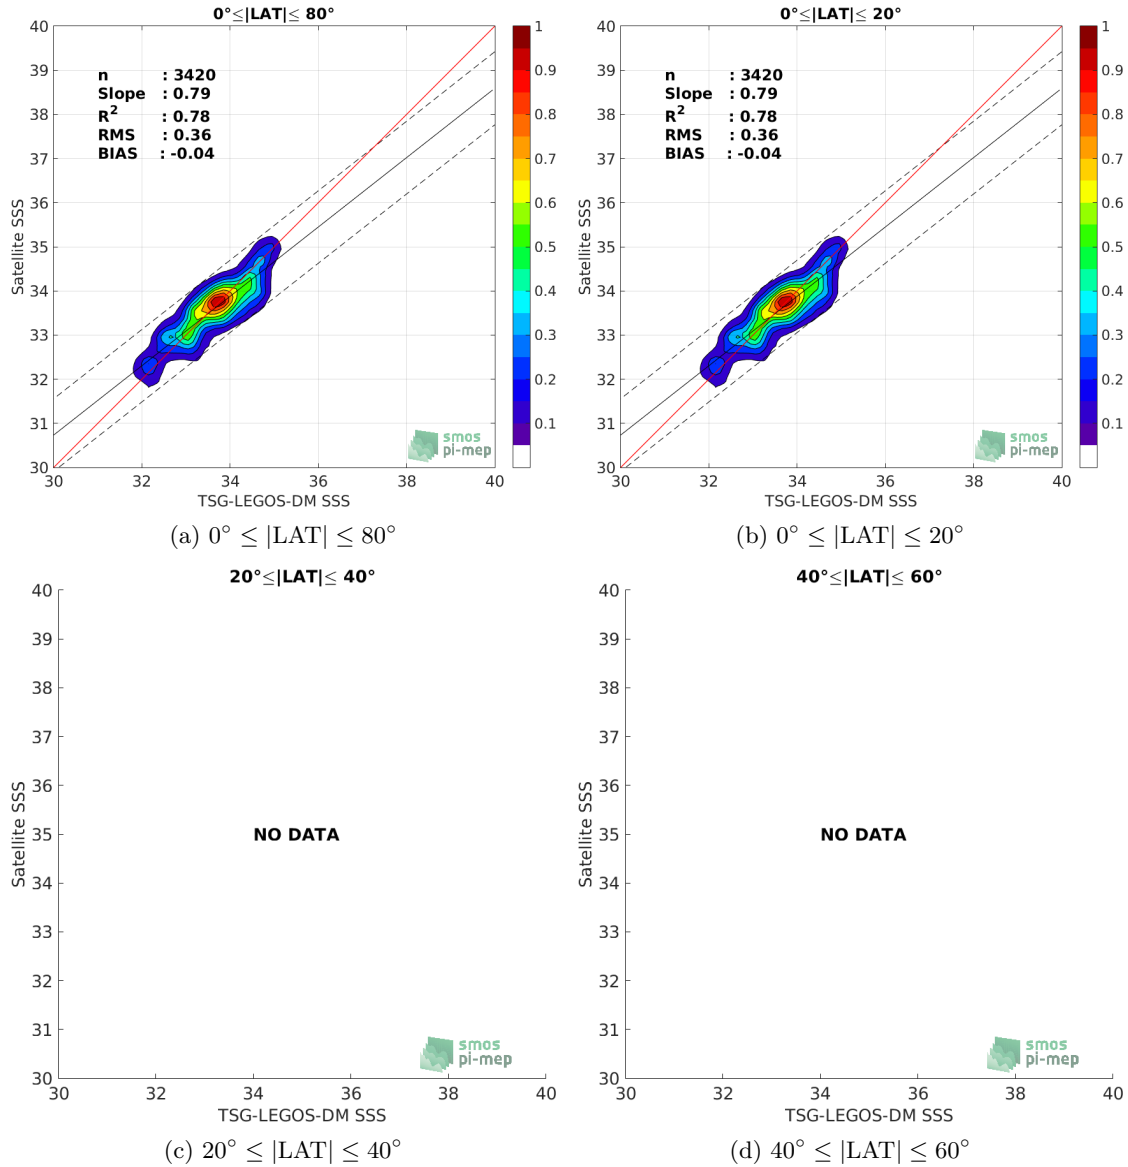 0°≤|LAT|≤ 80°
40
39
38
37
36
35
34
33
32
31
30
30 32 34 36 38 40
Satellite SSS
TSG-LEGOS-DM SSS
n : 3420
Slope : 0.79
R² : 0.78
RMS : 0.36
BIAS : -0.04
smos
pi-mep
1
0.9
0.8
0.7
0.6
0.5
0.4
0.3
0.2
0.1
(a) 0° ≤ |LAT| ≤ 80°
0°≤|LAT|≤ 20°
40
39
38
37
36
35
34
33
32
31
30
30 32 34 36 38 40
Satellite SSS
TSG-LEGOS-DM SSS
n : 3420
Slope : 0.79
R² : 0.78
RMS : 0.36
BIAS : -0.04
smos
pi-mep
1
0.9
0.8
0.7
0.6
0.5
0.4
0.3
0.2
0.1
(b) 0° ≤ |LAT| ≤ 20°
20°≤|LAT|≤ 40°
40
39
38
37
36
35
34
33
32
31
30
30 32 34 36 38 40
Satellite SSS
TSG-LEGOS-DM SSS
NO DATA
smos
pi-mep
(c) 20° ≤ |LAT| ≤ 40°
40°≤|LAT|≤ 60°
40
39
38
37
36
35
34
33
32
31
30
30 32 34 36 38 40
Satellite SSS
TSG-LEGOS-DM SSS
NO DATA
smos
pi-mep
(d) 40° ≤ |LAT| ≤ 60°